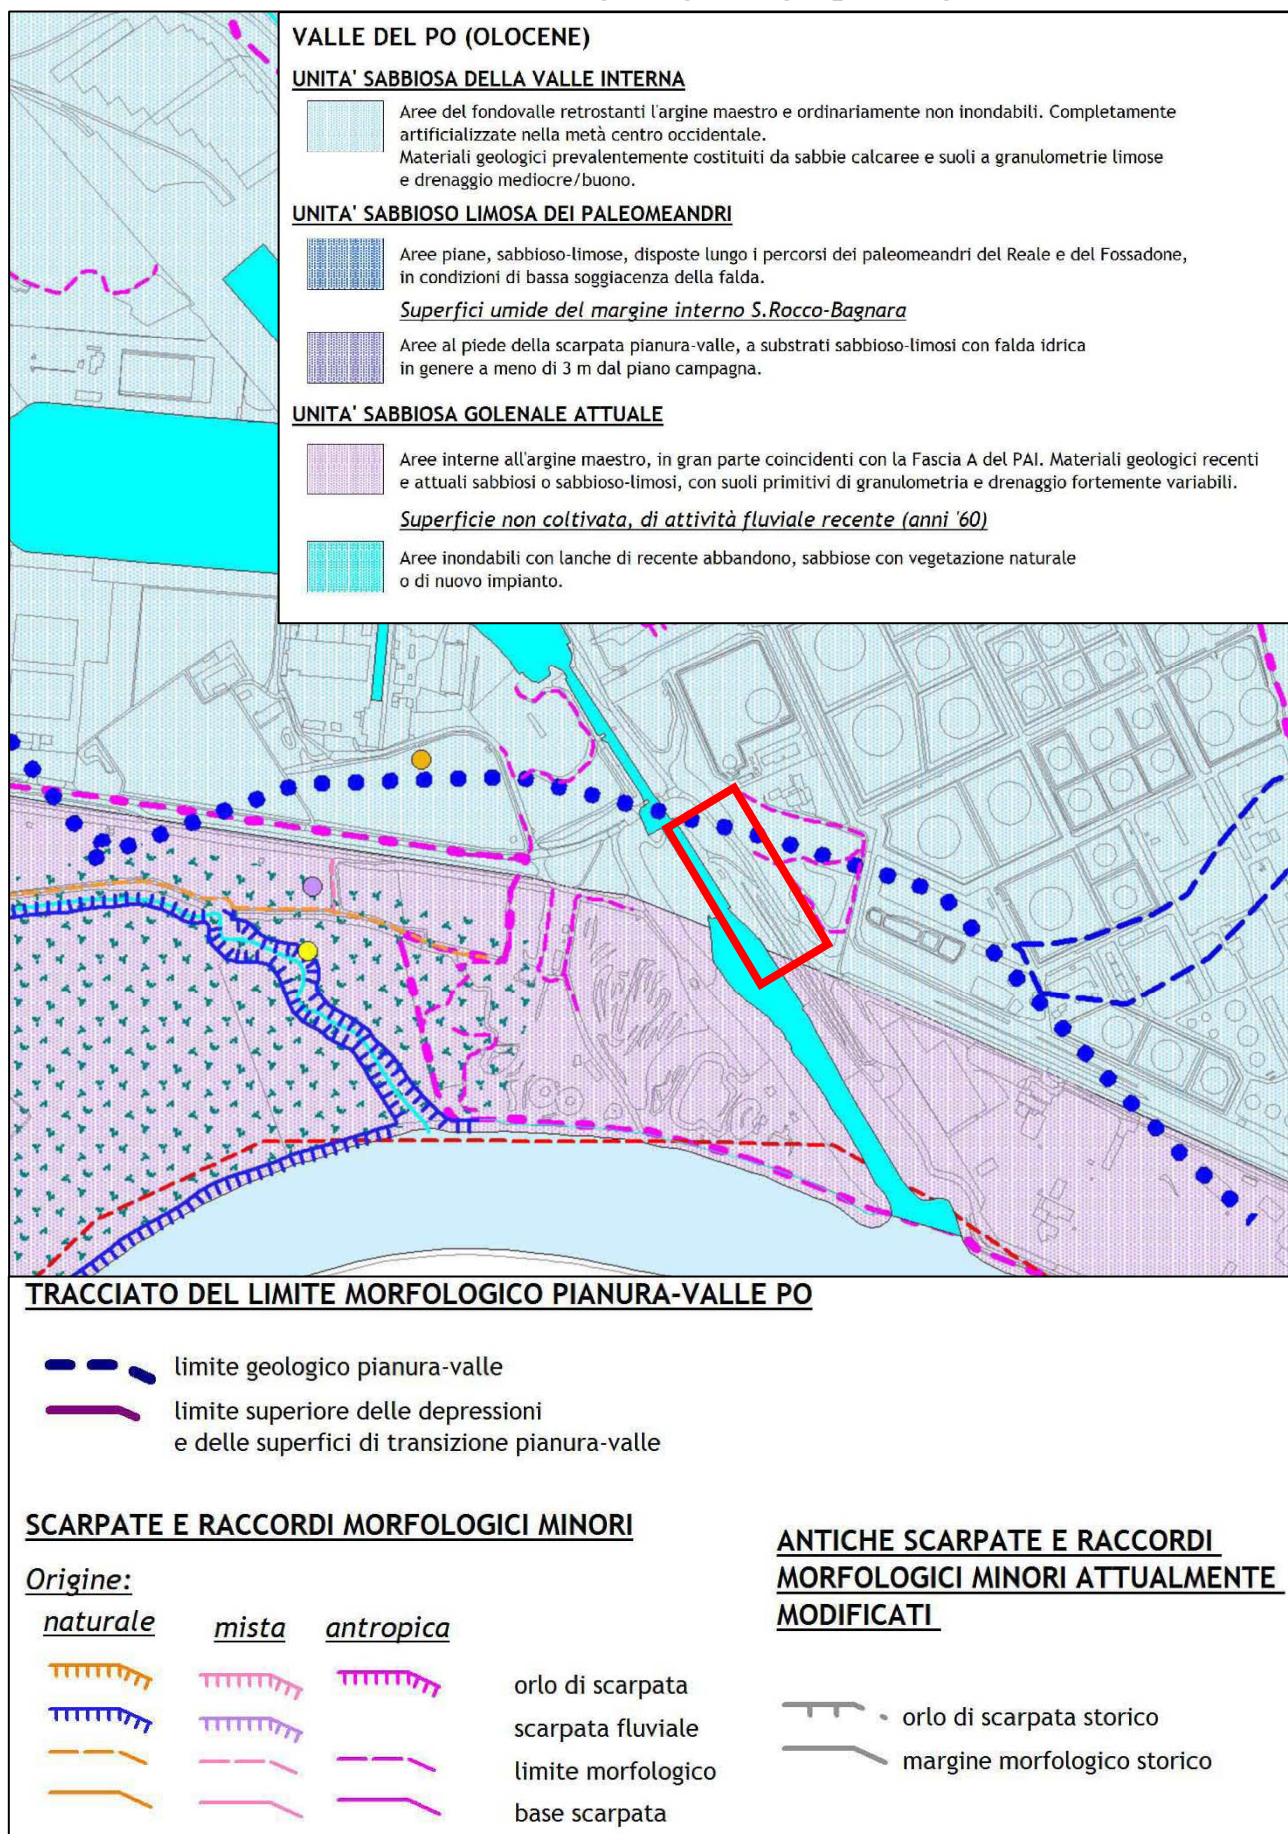 VALLE DEL PO (OLOCENE)
UNITA' SABBIOSA DELLA VALLE INTERNA
Aree del fondovalle retrostanti l'argine maestro e ordinariamente non inondabili. Completamente
artificializzate nella metà centro occidentale.
Materiali geologici prevalentemente costituiti da sabbie calcaree e suoli a granulometrie limose
e drenaggio mediocre/buono.
UNITA' SABBIOSO LIMOSA DEI PALEOMEANDRI
Aree piane, sabbioso-limose, disposte lungo i percorsi dei paleomeandri del Reale e del Fossadone,
in condizioni di bassa soggiacenza della falda.
Superfici umide del margine interno S.Rocco-Bagnara
Aree al piede della scarpata pianura-valle, a substrati sabbioso-limosi con falda idrica
in genere a meno di 3 m dal piano campagna.
UNITA' SABBIOSA GOLENALE ATTUALE
Aree interne all'argine maestro, in gran parte coincidenti con la Fascia A del PAI. Materiali geologici recenti
e attuali sabbiosi o sabbioso-limosi, con suoli primitivi di granulometria e drenaggio fortemente variabili.
Superficie non coltivata, di attività fluviale recente (anni '60)
Aree inondabili con lanche di recente abbandono, sabbiose con vegetazione naturale
o di nuovo impianto.
TRACCIATO DEL LIMITE MORFOLOGICO PIANURA-VALLE PO
limite geologico pianura-valle
limite superiore delle depressioni
e delle superfici di transizione pianura-valle
SCARPATE E RACCORDI MORFOLOGICI MINORI
Origine:
naturale mista antropica
orlo di scarpata
scarpata fluviale
limite morfologico
base scarpata
ANTICHE SCARPATE E RACCORDI
MORFOLOGICI MINORI ATTUALMENTE
MODIFICATI
orlo di scarpata storico
margine morfologico storico